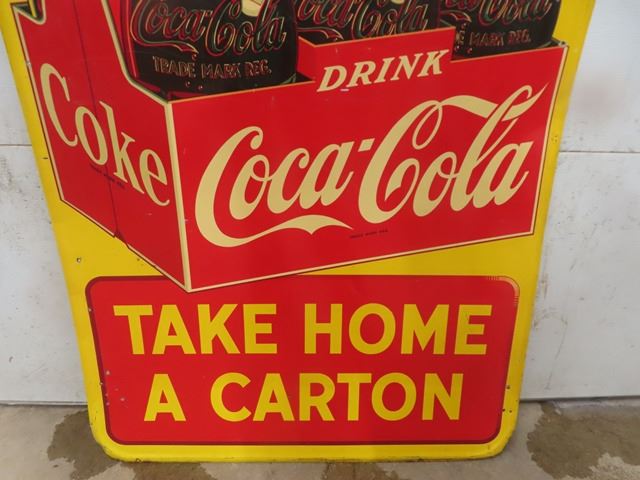 Coca-Cola
TRADE MARK REG.
Coca-Cola
Coca-Cola
TRADE MARK REG.
DRINK
Coke
Coca-Cola
TAKE HOME
A CARTON